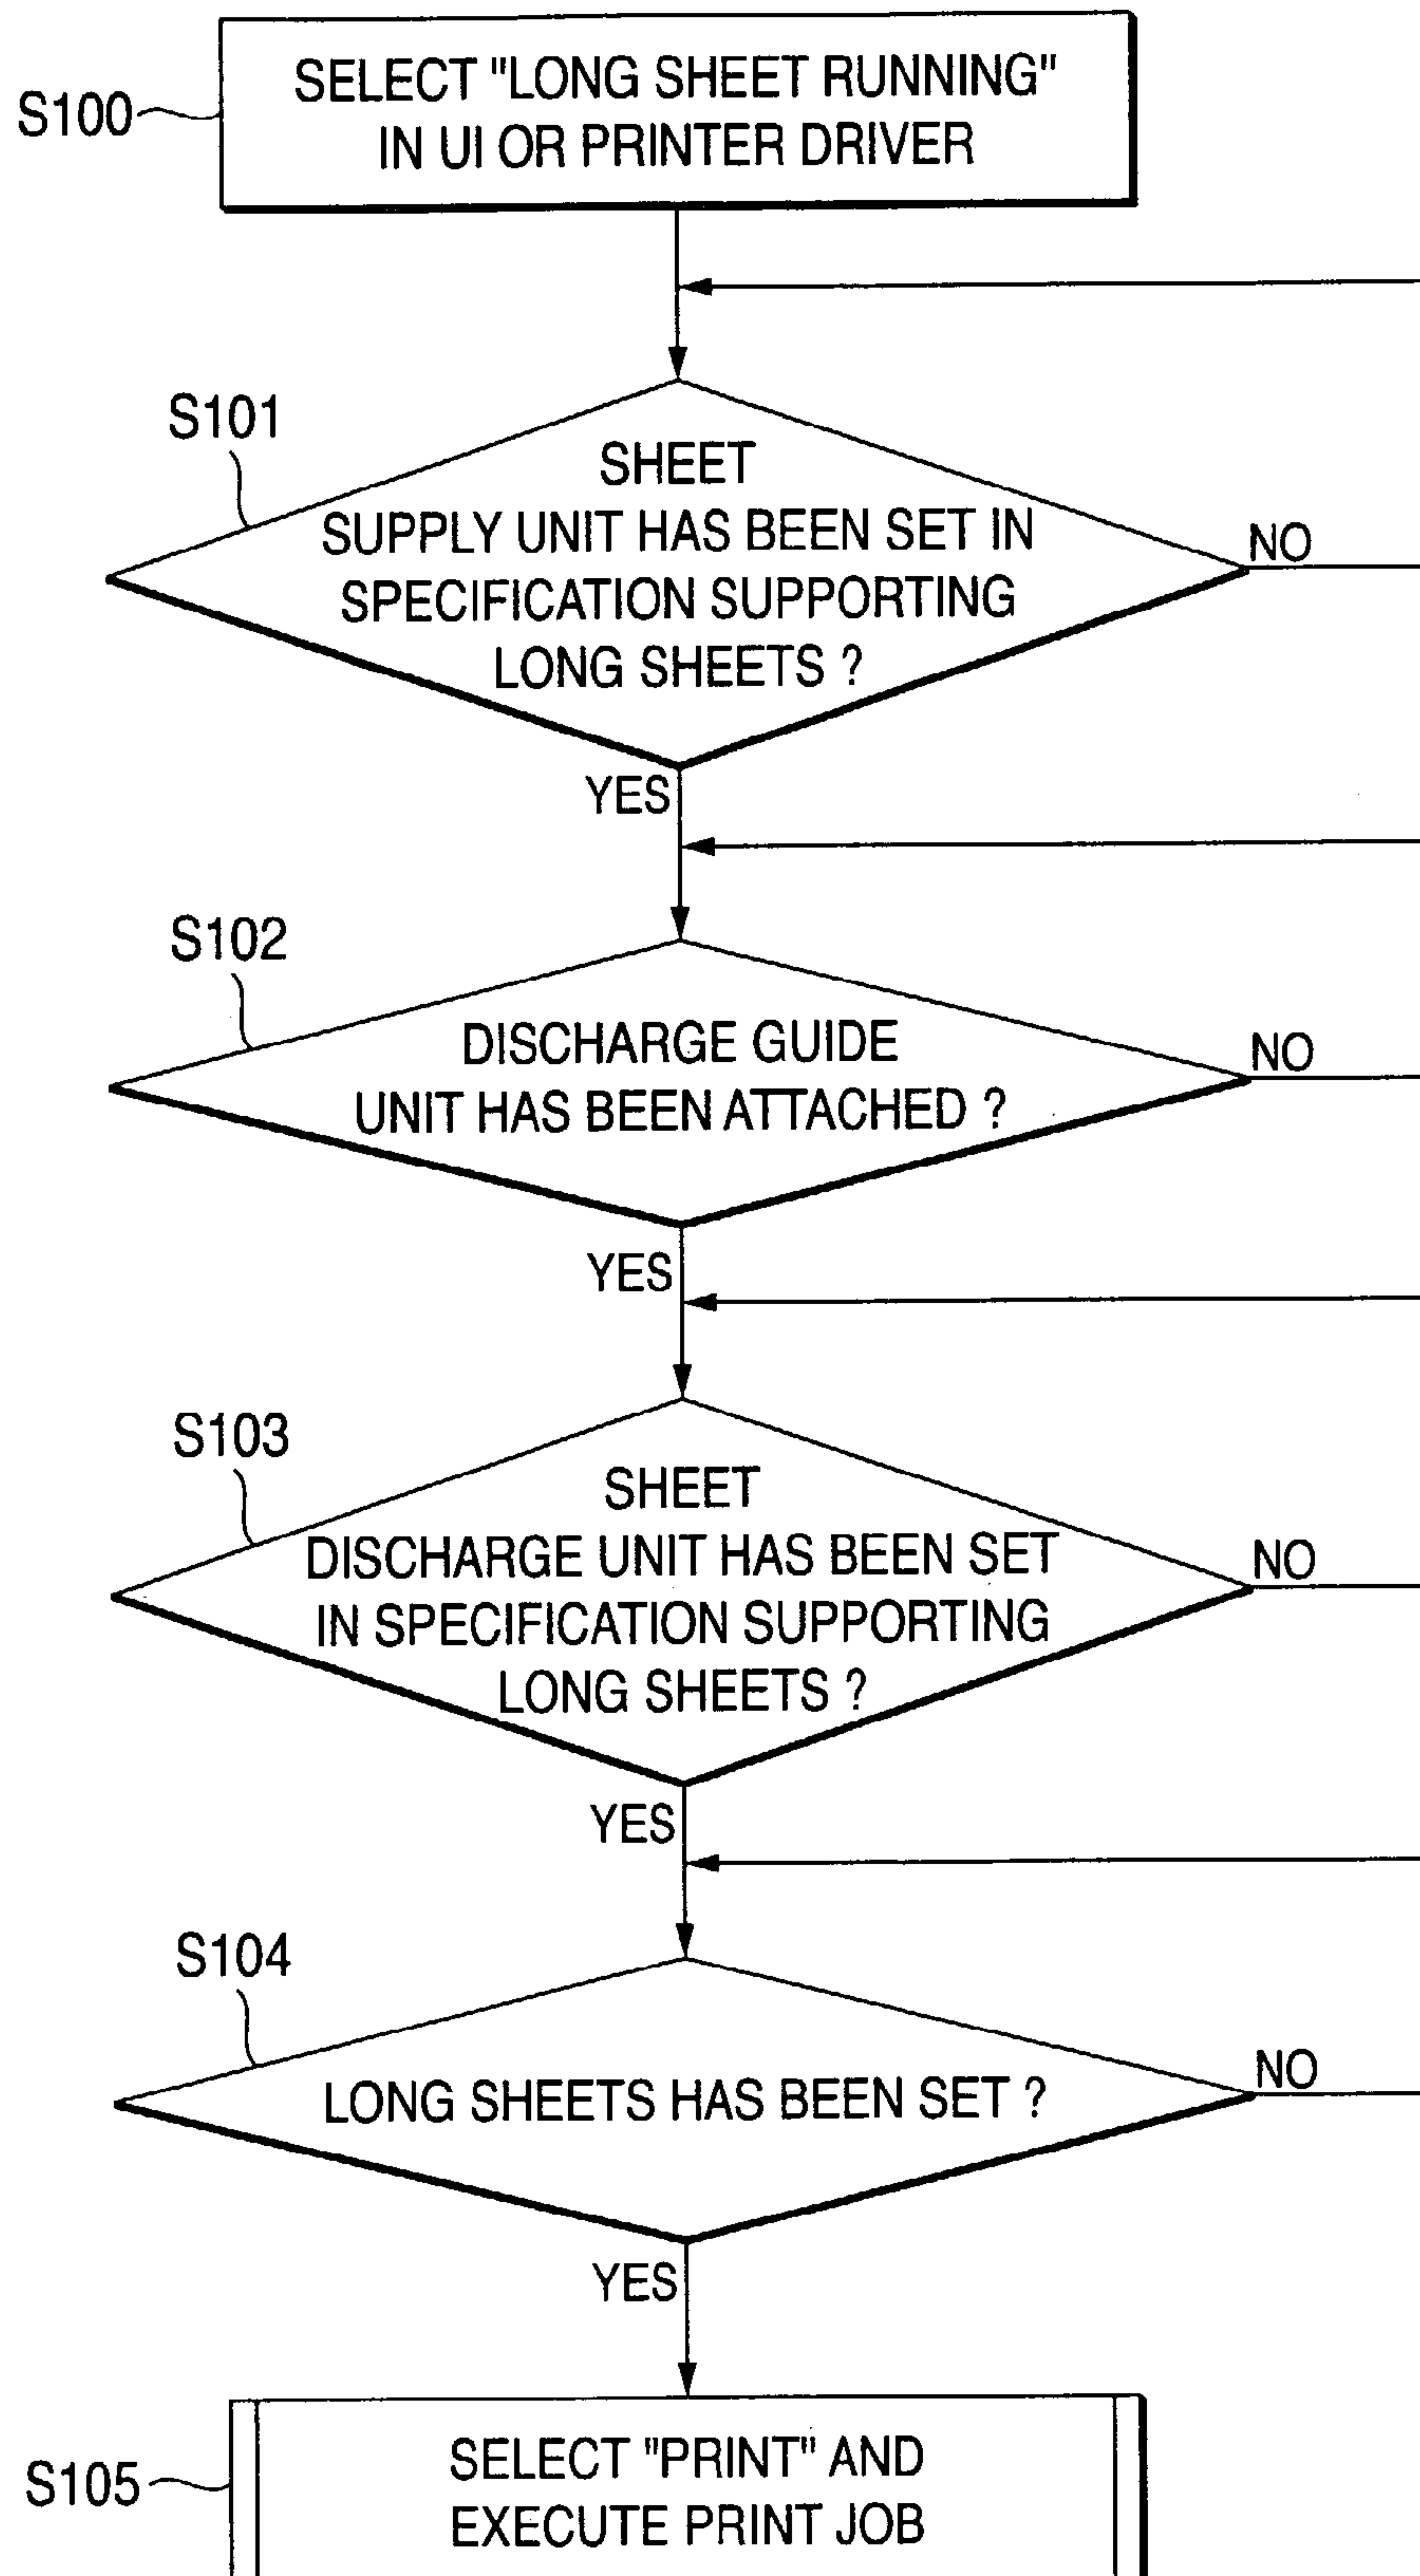 S100
SELECT "LONG SHEET RUNNING"
IN UI OR PRINTER DRIVER
S101
SHEET
SUPPLY UNIT HAS BEEN SET IN
SPECIFICATION SUPPORTING
LONG SHEETS ?
NO
YES
S102
DISCHARGE GUIDE
UNIT HAS BEEN ATTACHED ?
NO
YES
S103
SHEET
DISCHARGE UNIT HAS BEEN SET
IN SPECIFICATION SUPPORTING
LONG SHEETS ?
NO
YES
S104
LONG SHEETS HAS BEEN SET ?
NO
YES
S105
SELECT "PRINT" AND
EXECUTE PRINT JOB